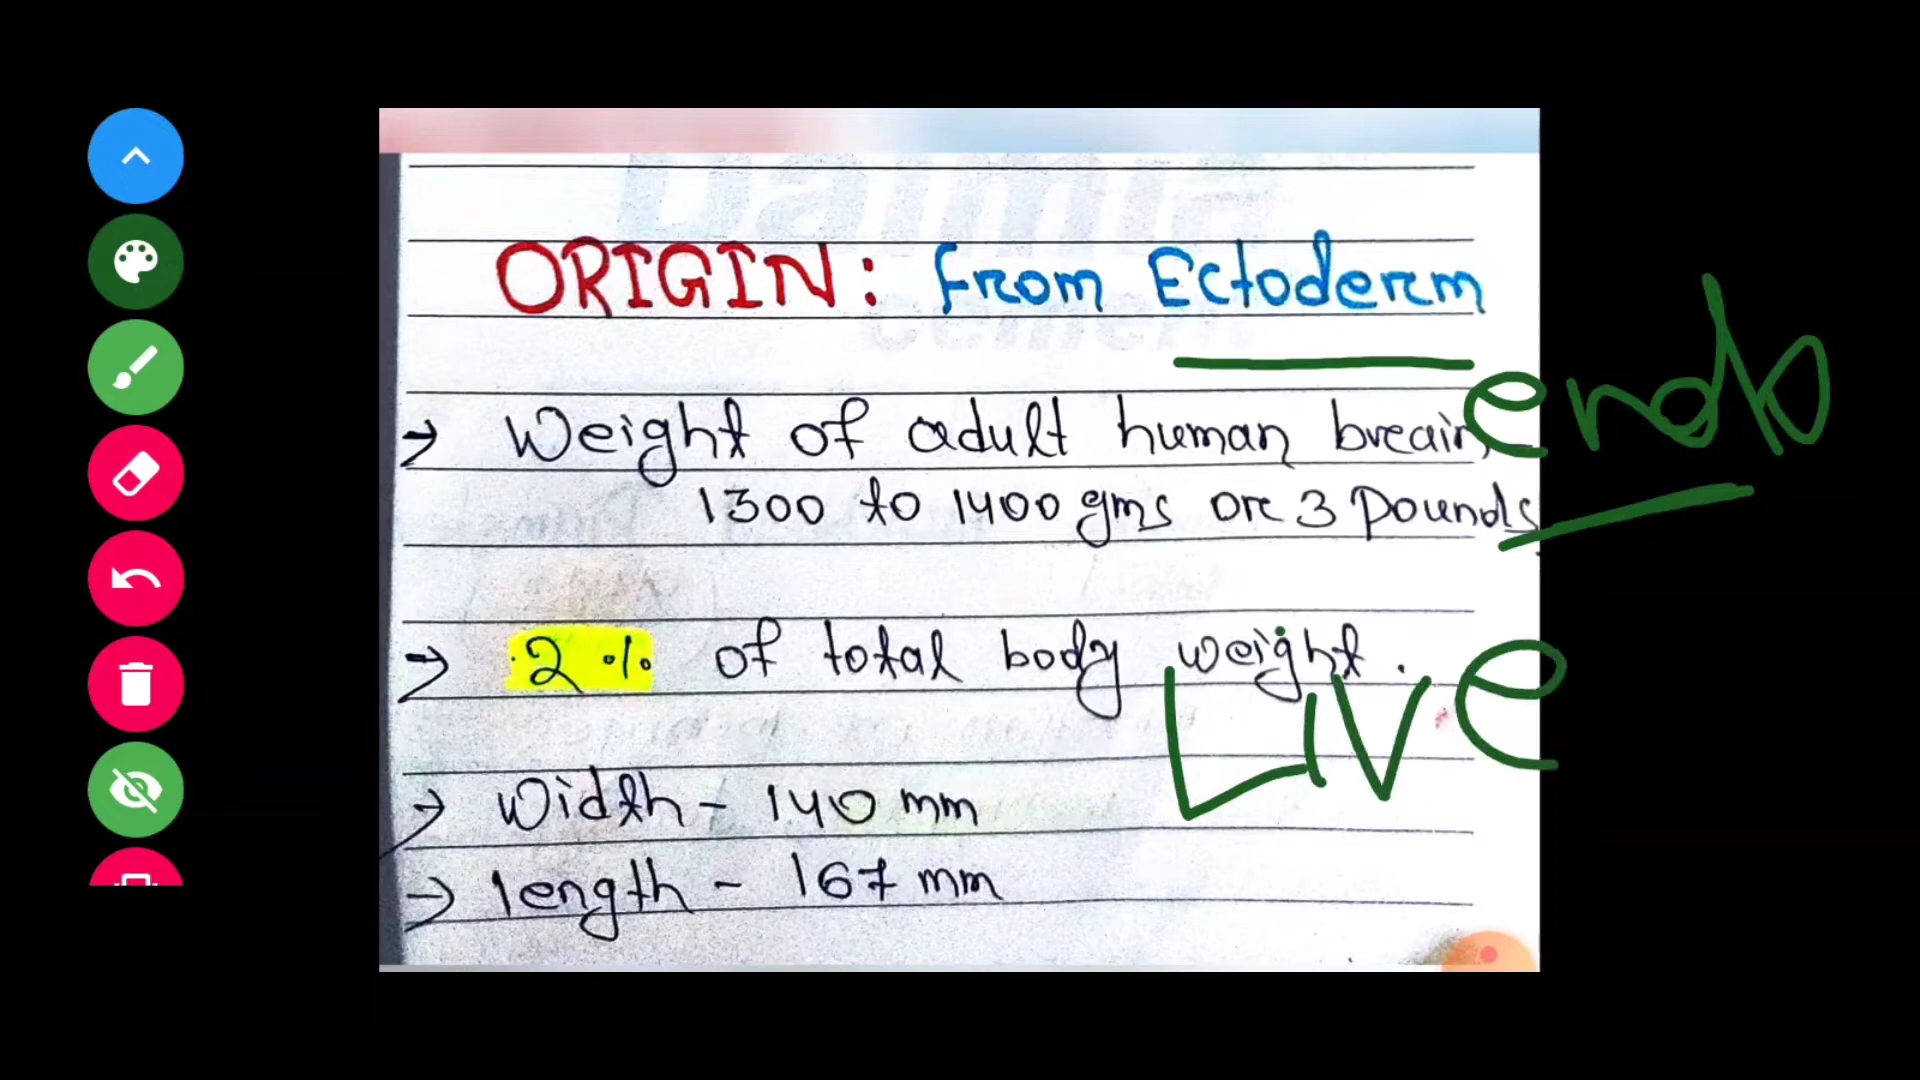 ORIGIN: From Ectoderm
endo
→ Weight of adult human breain,
1300 to 1400 gms or 3 Pounds
→ 2% of total body weight.
Live
→ Width - 140 mm
→ length - 167 mm